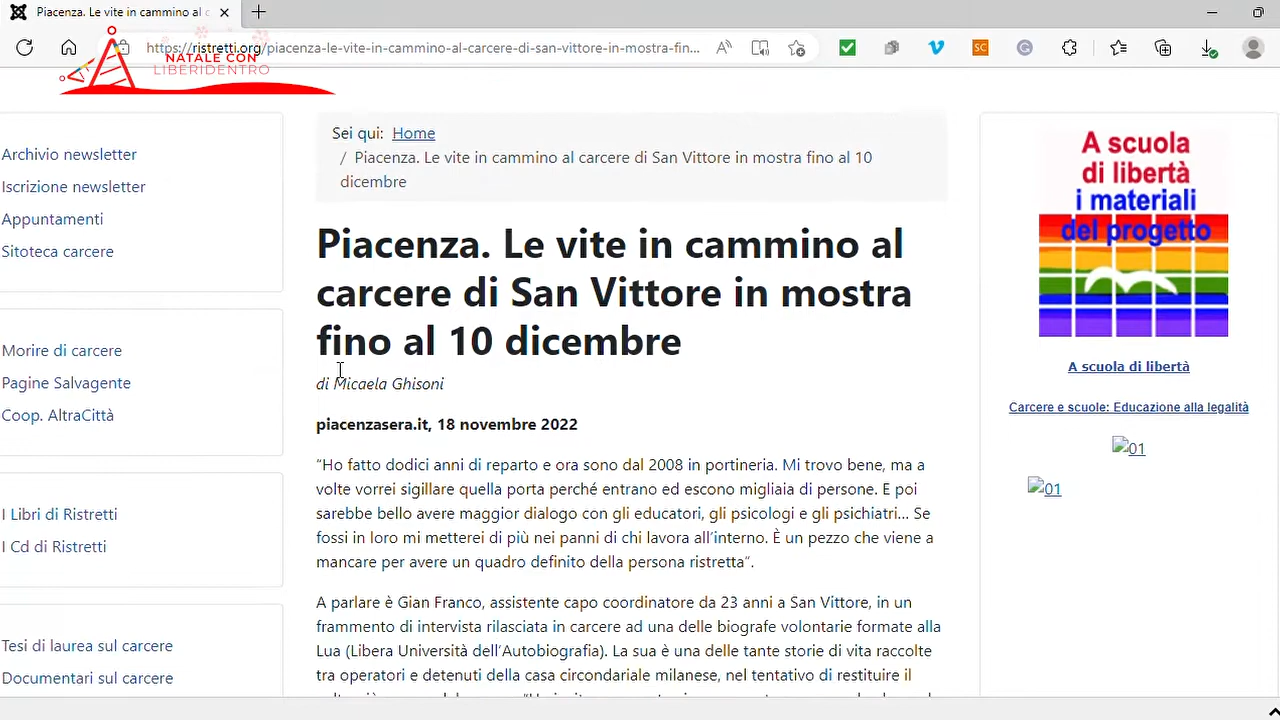 Piacenza. Le vite in cammino al c
https://ristretti.org/piacenza-le-vite-in-cammino-al-carcere-di-san-vittore-in-mostra-fin...
NATALE CON
LIBERIDENTRO
SC
Archivio newsletter
Iscrizione newsletter
Appuntamenti
Sitoteca carcere
Morire di carcere
Pagine Salvagente
Coop. AltraCittà
I Libri di Ristretti
I Cd di Ristretti
Tesi di laurea sul carcere
Documentari sul carcere
Sei qui: Home
/ Piacenza. Le vite in cammino al carcere di San Vittore in mostra fino al 10
dicembre
Piacenza. Le vite in cammino al
carcere di San Vittore in mostra
fino al 10 dicembre
di Micaela Ghisoni
piacenzasera.it, 18 novembre 2022
"Ho fatto dodici anni di reparto e ora sono dal 2008 in portineria. Mi trovo bene, ma a
volte vorrei sigillare quella porta perché entrano ed escono migliaia di persone. E poi
sarebbe bello avere maggior dialogo con gli educatori, gli psicologi e gli psichiatri... Se
fossi in loro mi metterei di più nei panni di chi lavora all'interno. È un pezzo che viene a
mancare per avere un quadro definito della persona ristretta".
A parlare è Gian Franco, assistente capo coordinatore da 23 anni a San Vittore, in un
frammento di intervista rilasciata in carcere ad una delle biografe volontarie formate alla
Lua (Libera Università dell'Autobiografia). La sua è una delle tante storie di vita raccolte
tra operatori e detenuti della casa circondariale milanese, nel tentativo di restituire il
A scuola
di libertà
i materiali
del progetto
A scuola di libertà
Carcere e scuole: Educazione alla legalità
01
01